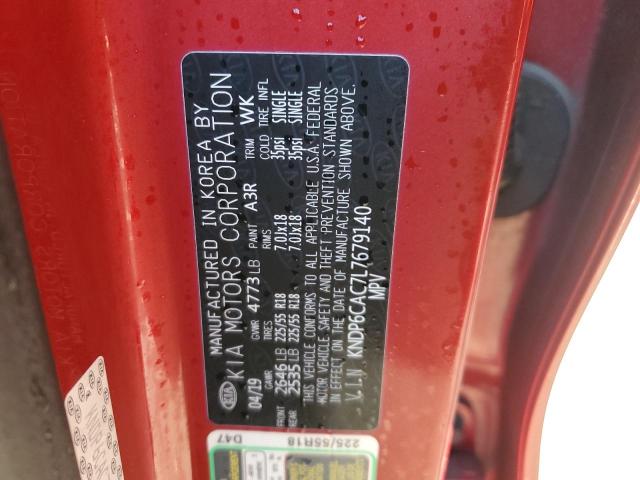 KIA
MANUFACTURED IN KOREA BY
KIA MOTORS CORPORATION
04/19 GVWR 4773LB PAINT A3R TRIM WK
GAWR TIRES RIMS COLD TIRE INFL
FRONT 2646LB 225/55 R18 7.0Jx18 35psi SINGLE
REAR 2535LB 225/55 R18 7.0Jx18 35psi SINGLE
THIS VEHICLE CONFORMS TO ALL APPLICABLE U.S.A. FEDERAL
MOTOR VEHICLE SAFETY AND THEFT PREVENTION STANDARDS
IN EFFECT ON THE DATE OF MANUFACTURE SHOWN ABOVE.
V.I.N KNDP6CAC7L7679140
MPV
D47 225/55R18